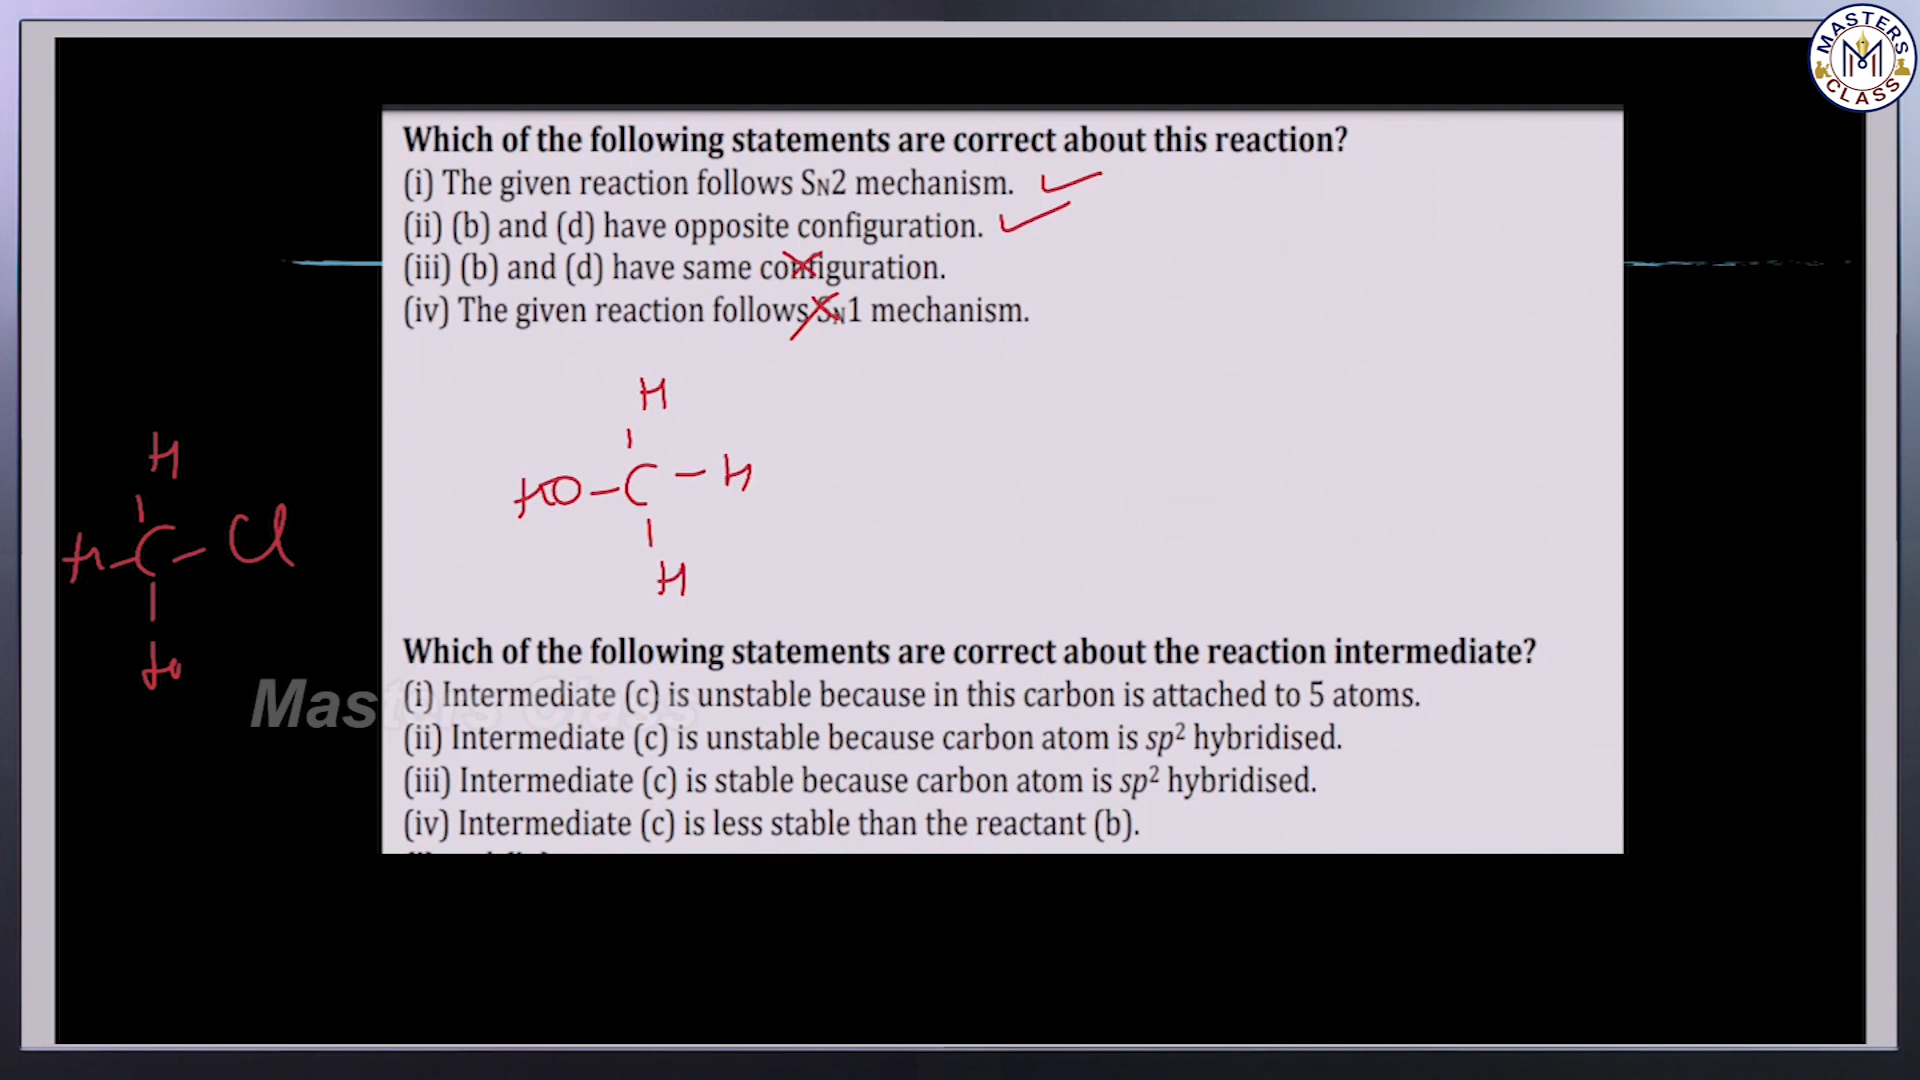 MASTERS
M
CLASS
Which of the following statements are correct about this reaction?
(i) The given reaction follows SN2 mechanism.
(ii) (b) and (d) have opposite configuration.
(iii) (b) and (d) have same configuration.
(iv) The given reaction follows SN1 mechanism.
H
HO-C-H
H
H
H-C-Cl
Which of the following statements are correct about the reaction intermediate?
(i) Intermediate (c) is unstable because in this carbon is attached to 5 atoms.
(ii) Intermediate (c) is unstable because carbon atom is sp² hybridised.
(iii) Intermediate (c) is stable because carbon atom is sp² hybridised.
(iv) Intermediate (c) is less stable than the reactant (b).
Masters Class